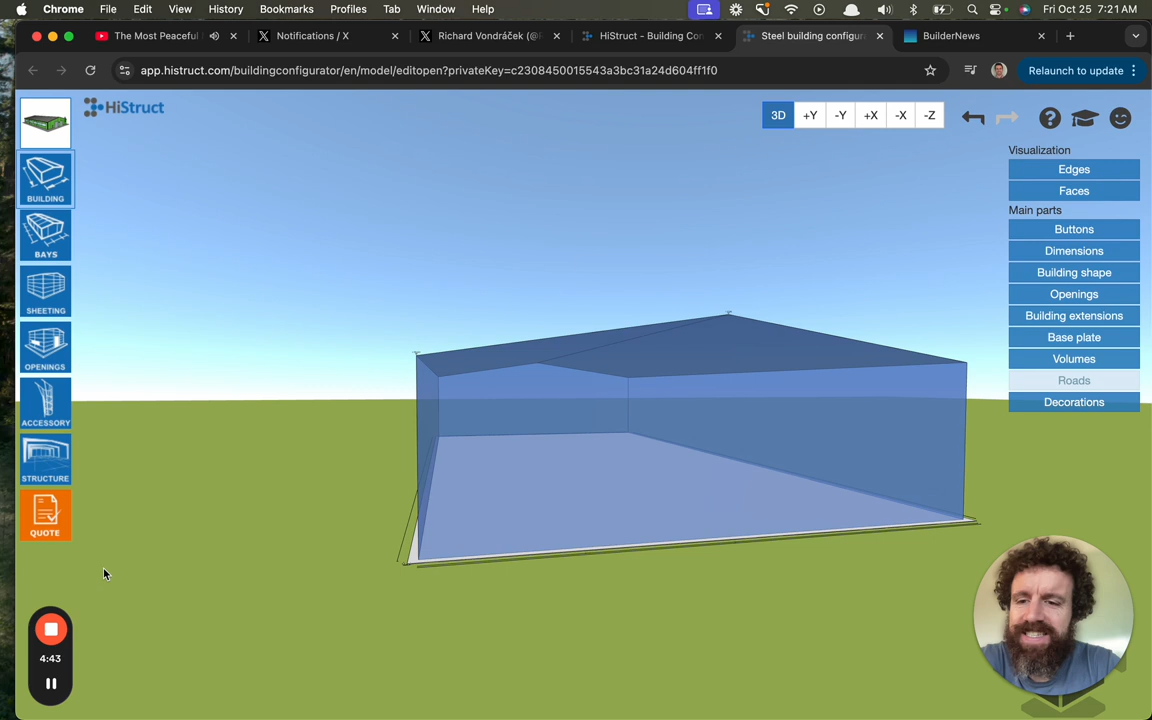 Chrome File Edit View History Bookmarks Profiles Tab Window Help Fri Oct 25 7:21 AM
The Most Peaceful Notifications / X Richard Vondráček (@ HiStruct - Building Con Steel building configur BuilderNews
app.histruct.com/buildingconfigurator/en/model/editopen?privateKey=c2308450015543a3bc31a24d604ff1f0 Relaunch to update
HiStruct
3D +Y -Y +X -X -Z
Visualization
Edges
Faces
Main parts
Buttons
Dimensions
Building shape
Openings
Building extensions
Base plate
Volumes
Roads
Decorations
BUILDING
BAYS
SHEETING
OPENINGS
ACCESSORY
STRUCTURE
QUOTE
4:43